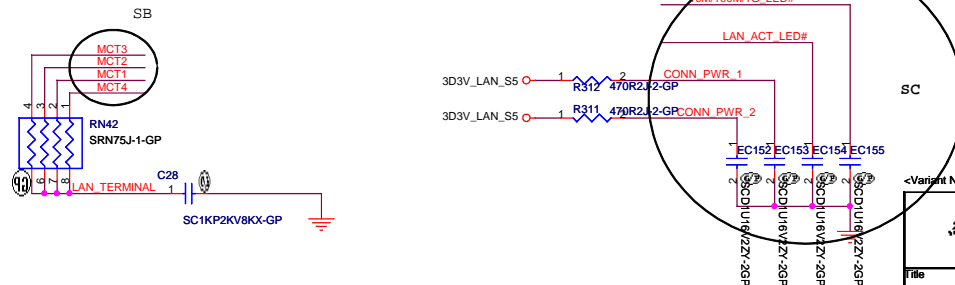 SB
MCT3
MCT2
MCT1
MCT4
4
3
2
1
RN42
SRN75J-1-GP
6
7
8
LAN_TERMINAL
C28
1
SC1KP2KV8KX-GP
LAN_ACT_LED#
3D3V_LAN_S5
1
2
CONN_PWR_1
R312
470R2J-2-GP
3D3V_LAN_S5
1
2
CONN_PWR_2
R311
470R2J-2-GP
SC
EC152
EC153
EC154
EC155
1
1
1
1
2
2
2
2
SCD1U16V2ZY-2GP
SCD1U16V2ZY-2GP
SCD1U16V2ZY-2GP
SCD1U16V2ZY-2GP
<Variant N
Title